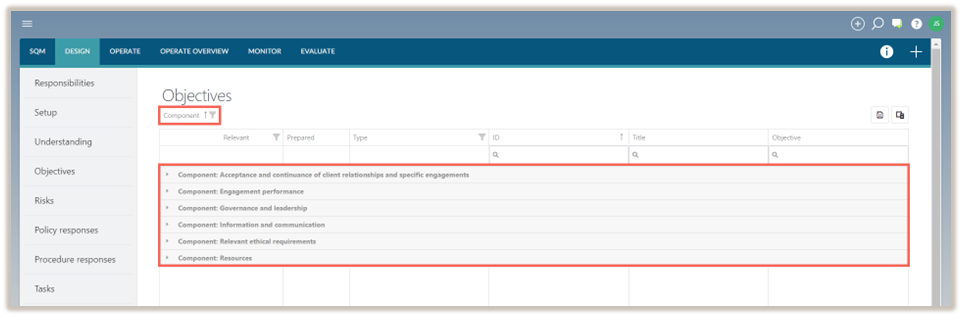 JS
SQM DESIGN OPERATE OPERATE OVERVIEW MONITOR EVALUATE
Responsibilities
Setup
Understanding
Objectives
Risks
Policy responses
Procedure responses
Tasks
Objectives
Component
Relevant Prepared Type ID Title Objective
Component: Acceptance and continuance of client relationships and specific engagements
Component: Engagement performance
Component: Governance and leadership
Component: Information and communication
Component: Relevant ethical requirements
Component: Resources